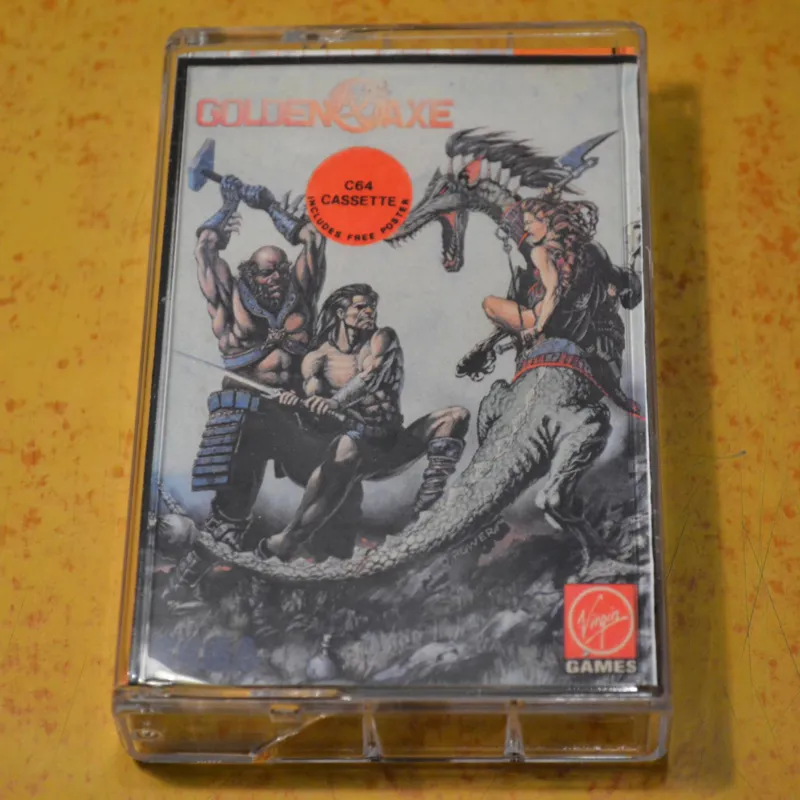 GOLDEN AXE
C64
CASSETTE
INCLUDES FREE POSTER
Virgin
GAMES